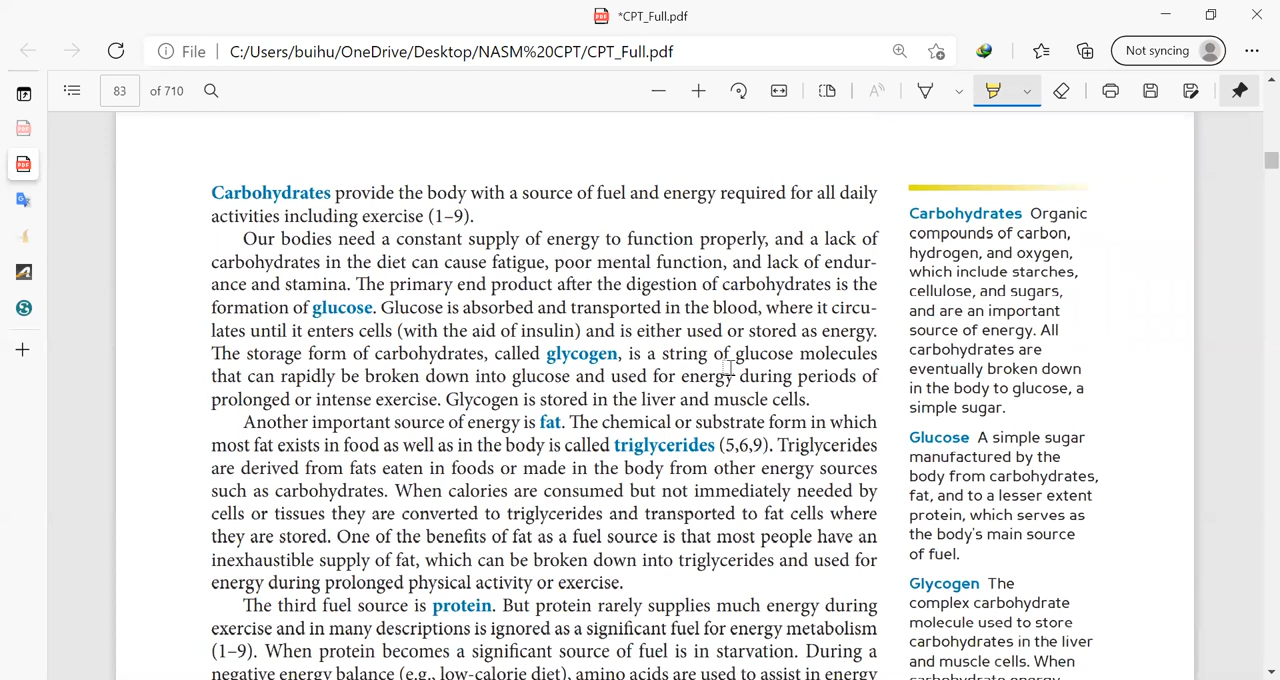 *CPT_Full.pdf
File
C:/Users/buihu/OneDrive/Desktop/NASM%20CPT/CPT_Full.pdf
Not syncing
83 of 710
Carbohydrates provide the body with a source of fuel and energy required for all daily
activities including exercise (1–9).
Our bodies need a constant supply of energy to function properly, and a lack of
carbohydrates in the diet can cause fatigue, poor mental function, and lack of endur-
ance and stamina. The primary end product after the digestion of carbohydrates is the
formation of glucose. Glucose is absorbed and transported in the blood, where it circu-
lates until it enters cells (with the aid of insulin) and is either used or stored as energy.
The storage form of carbohydrates, called glycogen, is a string of glucose molecules
that can rapidly be broken down into glucose and used for energy during periods of
prolonged or intense exercise. Glycogen is stored in the liver and muscle cells.
Another important source of energy is fat. The chemical or substrate form in which
most fat exists in food as well as in the body is called triglycerides (5,6,9). Triglycerides
are derived from fats eaten in foods or made in the body from other energy sources
such as carbohydrates. When calories are consumed but not immediately needed by
cells or tissues they are converted to triglycerides and transported to fat cells where
they are stored. One of the benefits of fat as a fuel source is that most people have an
inexhaustible supply of fat, which can be broken down into triglycerides and used for
energy during prolonged physical activity or exercise.
The third fuel source is protein. But protein rarely supplies much energy during
exercise and in many descriptions is ignored as a significant fuel for energy metabolism
(1–9). When protein becomes a significant source of fuel is in starvation. During a
negative energy balance (e.g., low-calorie diet), amino acids are used to assist in energy
Carbohydrates Organic
compounds of carbon,
hydrogen, and oxygen,
which include starches,
cellulose, and sugars,
and are an important
source of energy. All
carbohydrates are
eventually broken down
in the body to glucose, a
simple sugar.
Glucose A simple sugar
manufactured by the
body from carbohydrates,
fat, and to a lesser extent
protein, which serves as
the body's main source
of fuel.
Glycogen The
complex carbohydrate
molecule used to store
carbohydrates in the liver
and muscle cells. When
carbohydrate energy